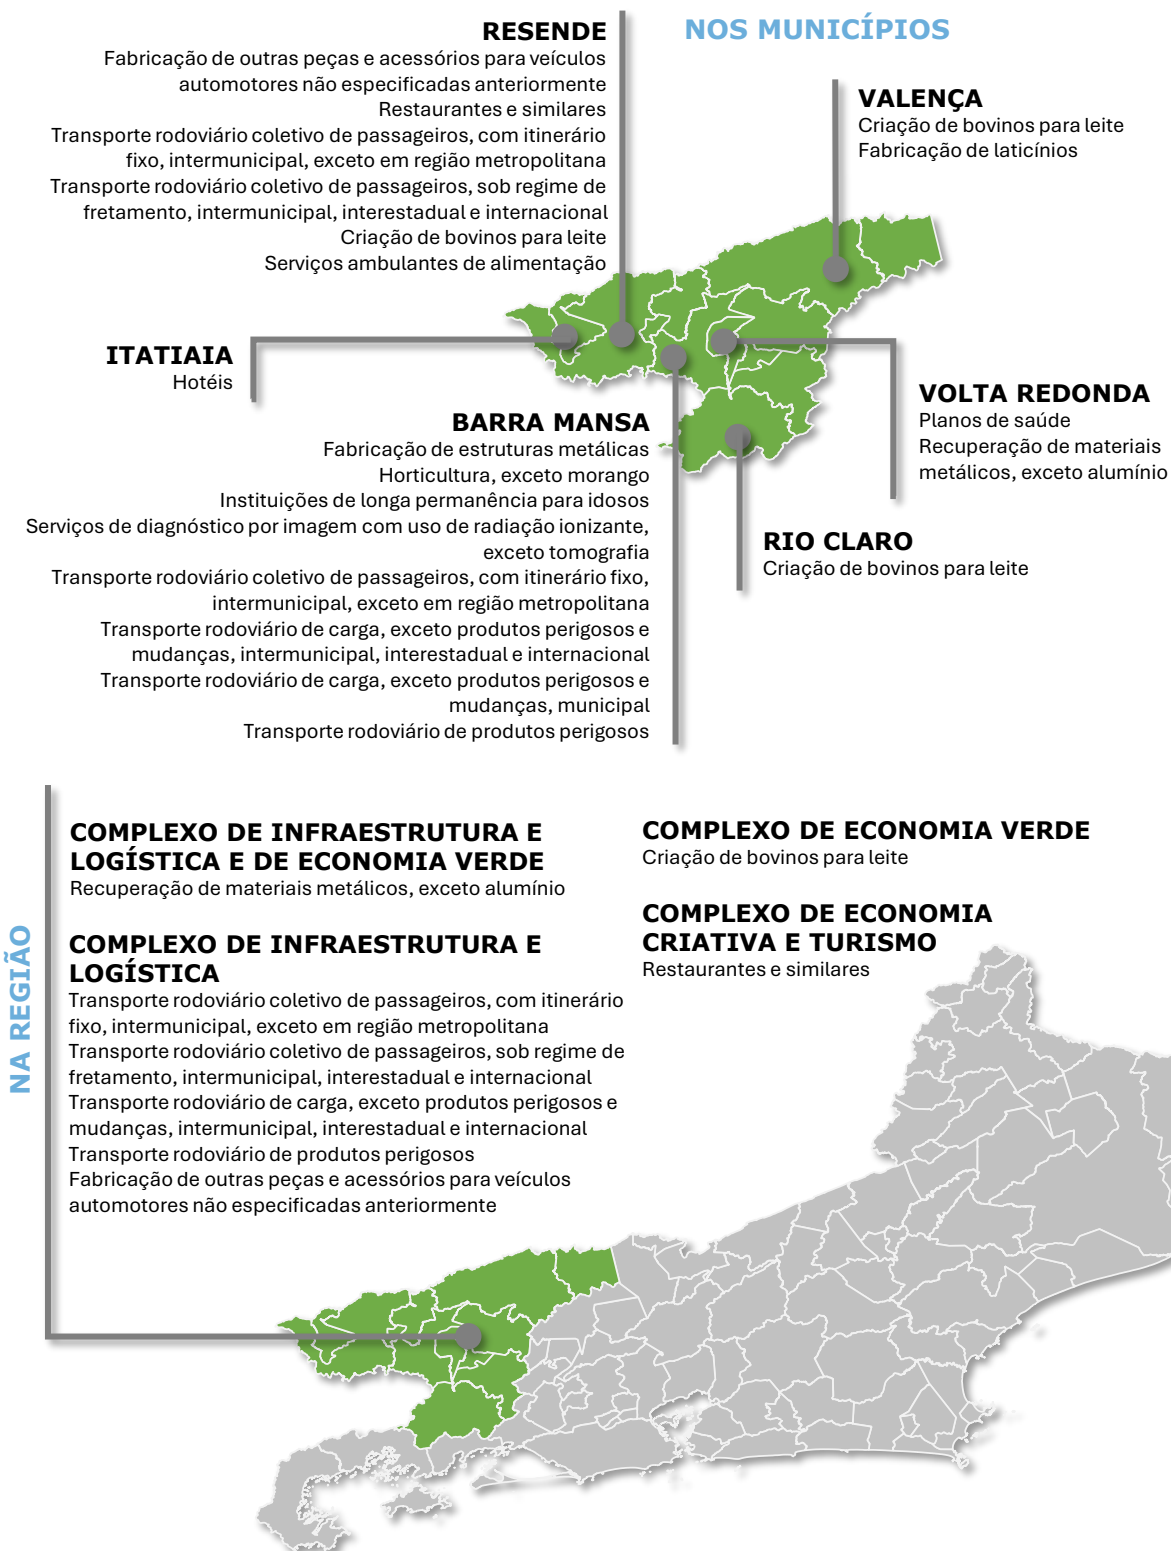 NOS MUNICÍPIOS
RESENDE
Fabricação de outras peças e acessórios para veículos
automotores não especificadas anteriormente
Restaurantes e similares
Transporte rodoviário coletivo de passageiros, com itinerário
fixo, intermunicipal, exceto em região metropolitana
Transporte rodoviário coletivo de passageiros, sob regime de
fretamento, intermunicipal, interestadual e internacional
Criação de bovinos para leite
Serviços ambulantes de alimentação
VALENÇA
Criação de bovinos para leite
Fabricação de laticínios
ITATIAIA
Hotéis
BARRA MANSA
Fabricação de estruturas metálicas
Horticultura, exceto morango
Instituições de longa permanência para idosos
Serviços de diagnóstico por imagem com uso de radiação ionizante,
exceto tomografia
Transporte rodoviário coletivo de passageiros, com itinerário fixo,
intermunicipal, exceto em região metropolitana
Transporte rodoviário de carga, exceto produtos perigosos e
mudanças, intermunicipal, interestadual e internacional
Transporte rodoviário de carga, exceto produtos perigosos e
mudanças, municipal
Transporte rodoviário de produtos perigosos
VOLTA REDONDA
Planos de saúde
Recuperação de materiais
metálicos, exceto alumínio
RIO CLARO
Criação de bovinos para leite
NA REGIÃO
COMPLEXO DE INFRAESTRUTURA E
LOGÍSTICA E DE ECONOMIA VERDE
Recuperação de materiais metálicos, exceto alumínio
COMPLEXO DE INFRAESTRUTURA E
LOGÍSTICA
Transporte rodoviário coletivo de passageiros, com itinerário
fixo, intermunicipal, exceto em região metropolitana
Transporte rodoviário coletivo de passageiros, sob regime de
fretamento, intermunicipal, interestadual e internacional
Transporte rodoviário de carga, exceto produtos perigosos e
mudanças, intermunicipal, interestadual e internacional
Transporte rodoviário de produtos perigosos
Fabricação de outras peças e acessórios para veículos
automotores não especificadas anteriormente
COMPLEXO DE ECONOMIA VERDE
Criação de bovinos para leite
COMPLEXO DE ECONOMIA
CRIATIVA E TURISMO
Restaurantes e similares